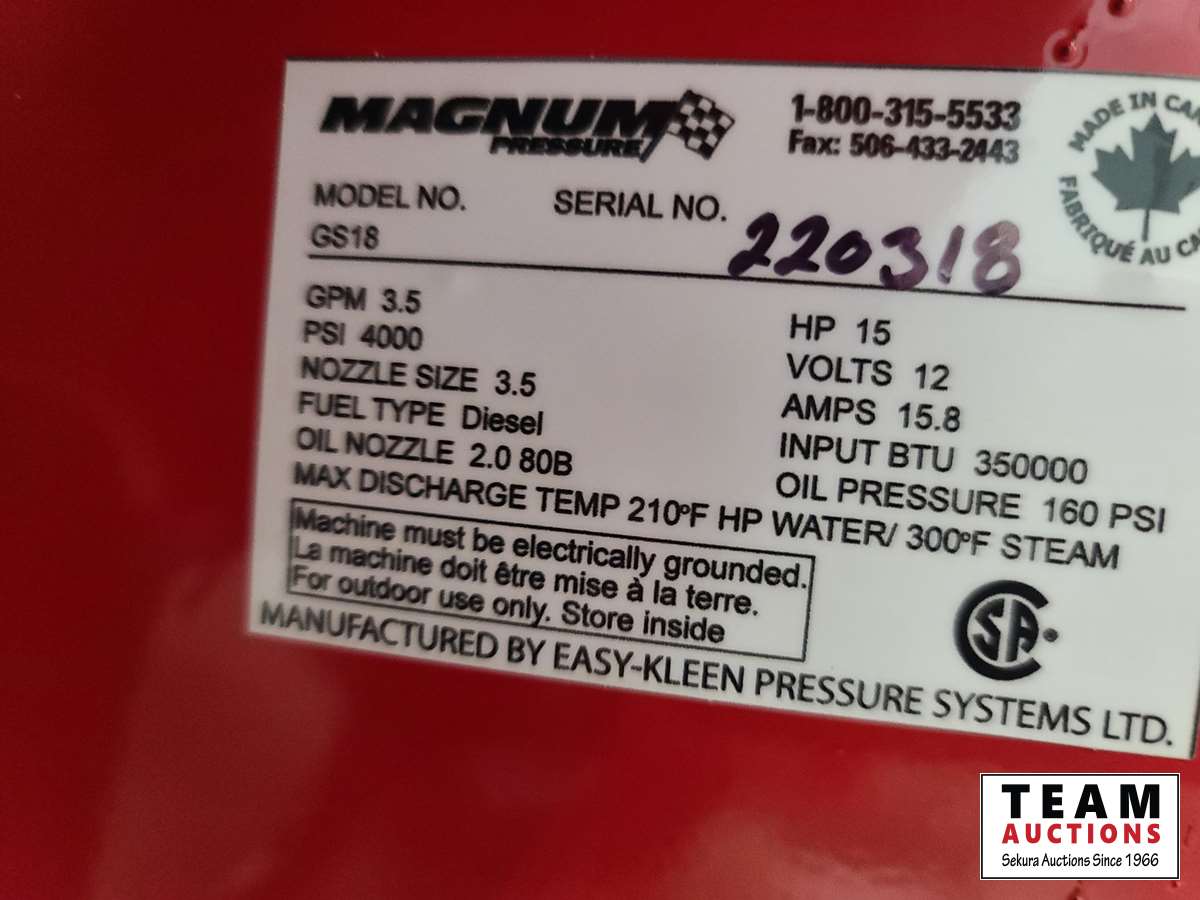 MAGNUM
PRESSURE
1-800-315-5533
Fax: 506-433-2443
MADE IN CA
FABRIQUÉ AU CA
MODEL NO.
GS18
SERIAL NO.
220318
GPM 3.5
PSI 4000
NOZZLE SIZE 3.5
FUEL TYPE Diesel
OIL NOZZLE 2.0 80B
HP 15
VOLTS 12
AMPS 15.8
INPUT BTU 350000
OIL PRESSURE 160 PSI
MAX DISCHARGE TEMP 210ºF HP WATER/ 300ºF STEAM
Machine must be electrically grounded.
La machine doit être mise à la terre.
For outdoor use only. Store inside
SA®
MANUFACTURED BY EASY-KLEEN PRESSURE SYSTEMS LTD.
TEAM
AUCTIONS
Sekura Auctions Since 1966